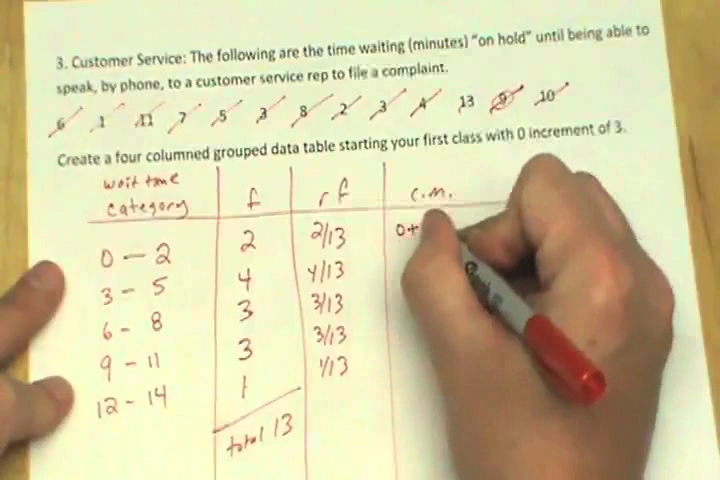 3. Customer Service: The following are the time waiting (minutes) “on hold” until being able to
speak, by phone, to a customer service rep to file a complaint.
6 1 11 7 5 3 8 2 3 4 13 9 10
Create a four columned grouped data table starting your first class with 0 increment of 3.
wait time
category f rf c.m.
0 - 2 2 2/13 0+
3 - 5 4 4/13
6 - 8 3 3/13
9 - 11 3 3/13
12 - 14 1 1/13
total 13